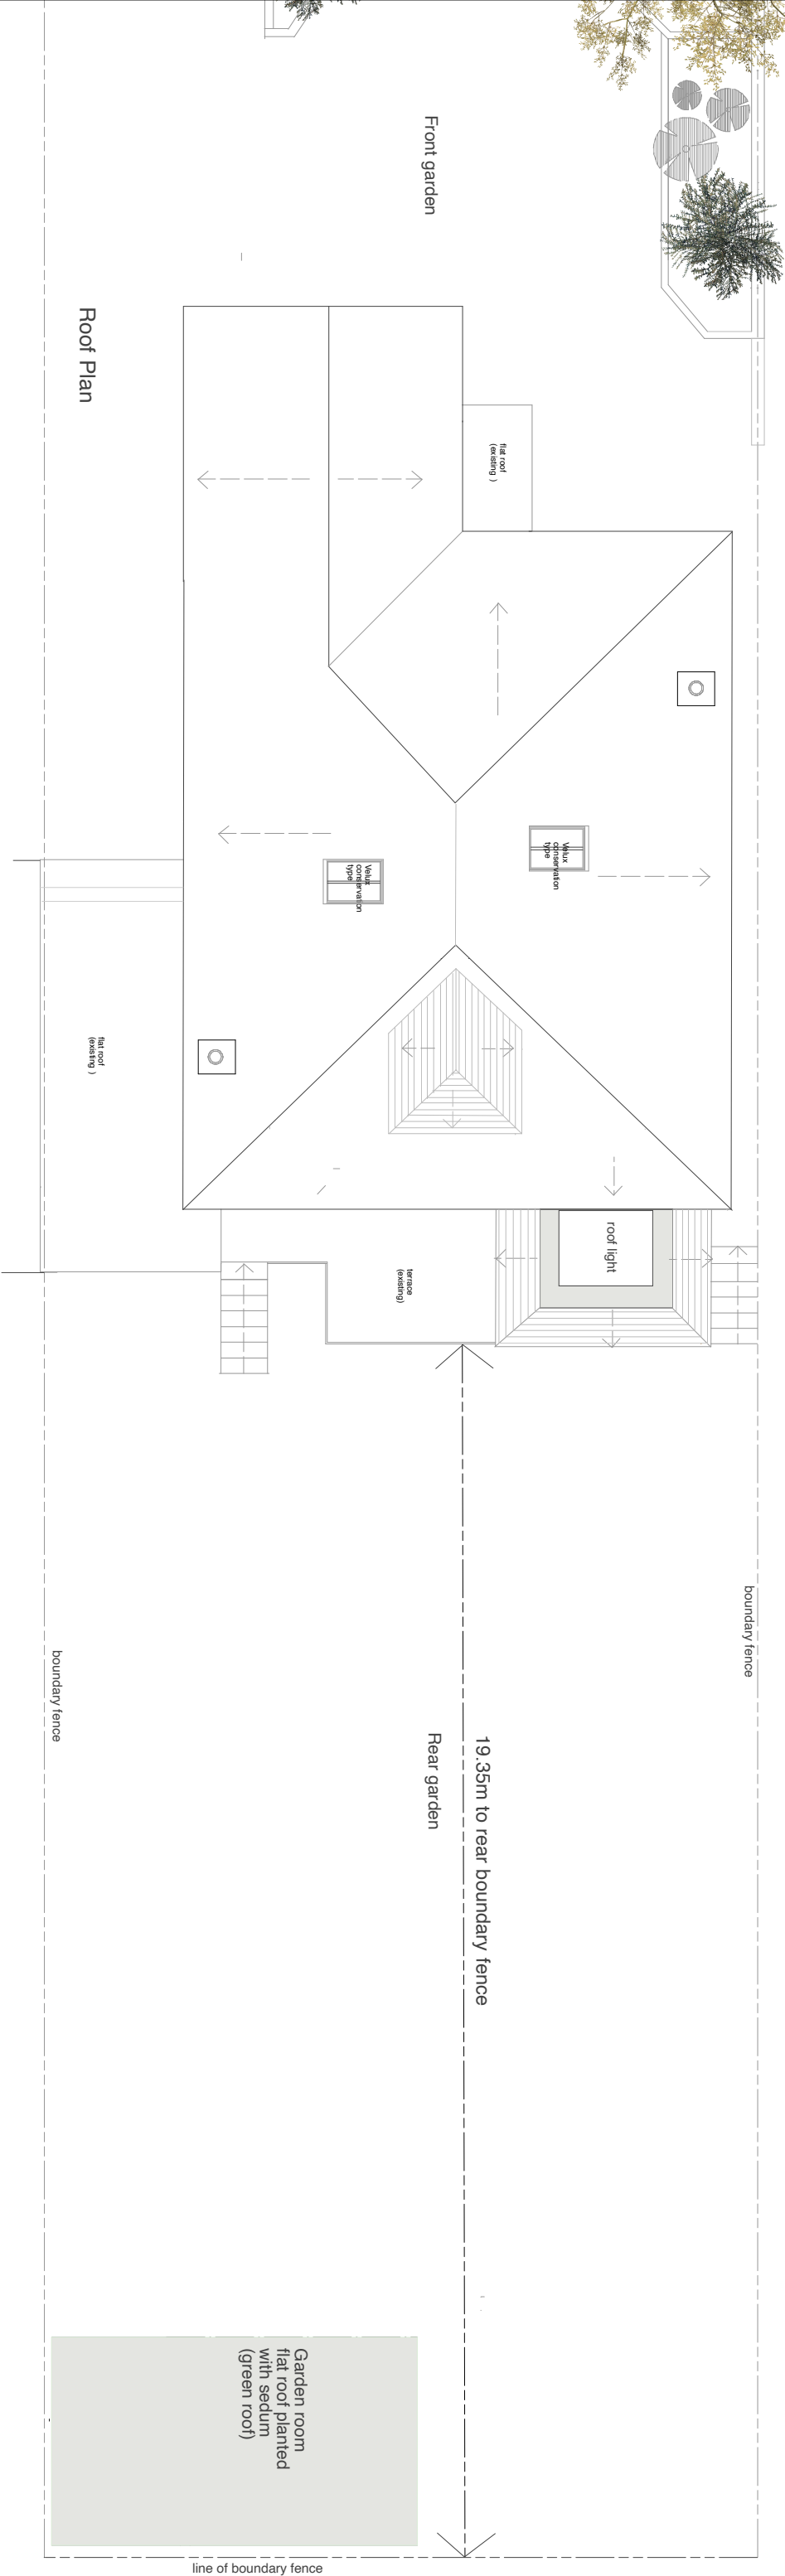 Front garden
Roof Plan
flat roof
(existing )
Velux
conservation
type
Velux
conservation
type
flat roof
(existing )
roof light
terrace
(existing)
boundary fence
boundary fence
19.35m to rear boundary fence
Rear garden
Garden room
flat roof planted
with sedum
(green roof)
line of boundary fence